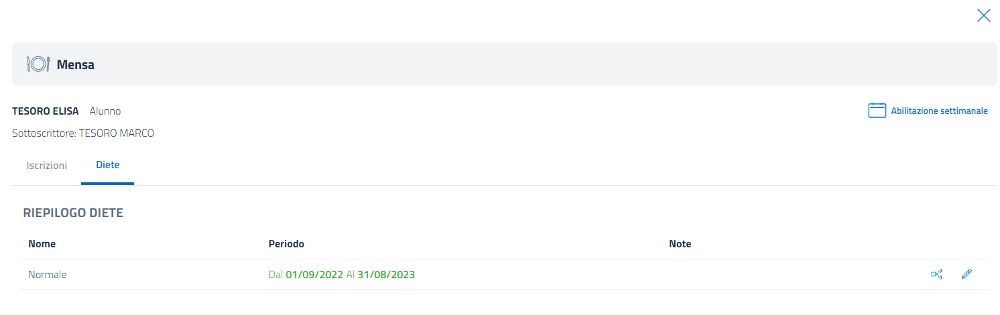 Mensa
TESORO ELISA Alunno
Abilitazione settimanale
Sottoscrittore: TESORO MARCO
Iscrizioni Diete
RIEPILOGO DIETE
Nome Periodo Note
Normale Dal 01/09/2022 Al 31/08/2023